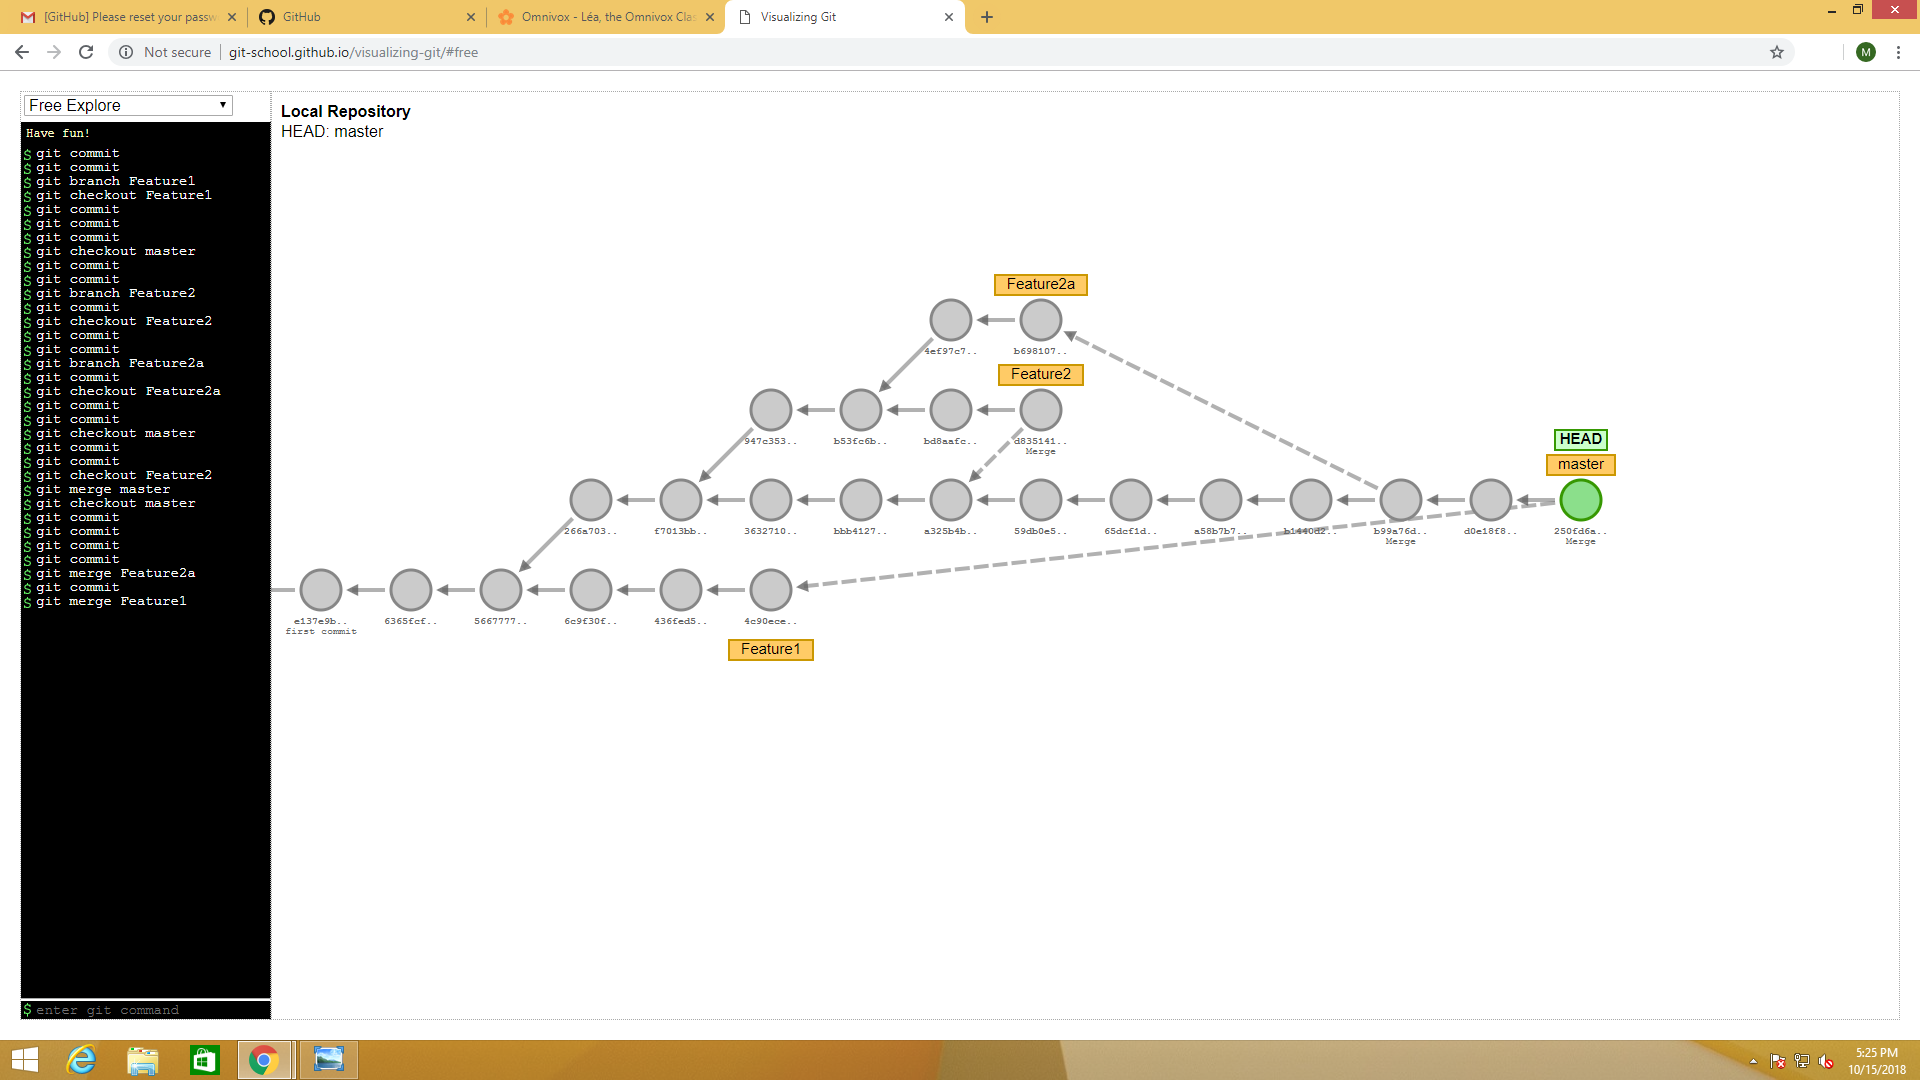 [GitHub] Please reset your passw
GitHub
Omnivox - Léa, the Omnivox Clas
Visualizing Git
Not secure
git-school.github.io/visualizing-git/#free
M
Free Explore
Have fun!
$ git commit
$ git commit
$ git branch Feature1
$ git checkout Feature1
$ git commit
$ git commit
$ git commit
$ git checkout master
$ git commit
$ git commit
$ git branch Feature2
$ git commit
$ git checkout Feature2
$ git commit
$ git commit
$ git branch Feature2a
$ git commit
$ git checkout Feature2a
$ git commit
$ git commit
$ git checkout master
$ git commit
$ git commit
$ git checkout Feature2
$ git merge master
$ git checkout master
$ git commit
$ git commit
$ git commit
$ git commit
$ git merge Feature2a
$ git commit
$ git merge Feature1
$ enter git command
Local Repository
HEAD: master
Feature2a
4ef97c7.. b698107..
Feature2
947c353.. b53fc6b.. bd8aafc.. d835141..
Merge
HEAD
master
266a703.. f7013bb.. 3632710.. bbb4127.. a325b4b.. 59db0e5.. 65dcf1d.. a58b7b7.. b1440d2.. b99a76d.. d0e18f8.. 250fd6a..
Merge Merge
e137e9b.. 6365fcf.. 5667777.. 6c9f30f.. 436fed5.. 4c90ece..
first commit
Feature1
5:25 PM
10/15/2018